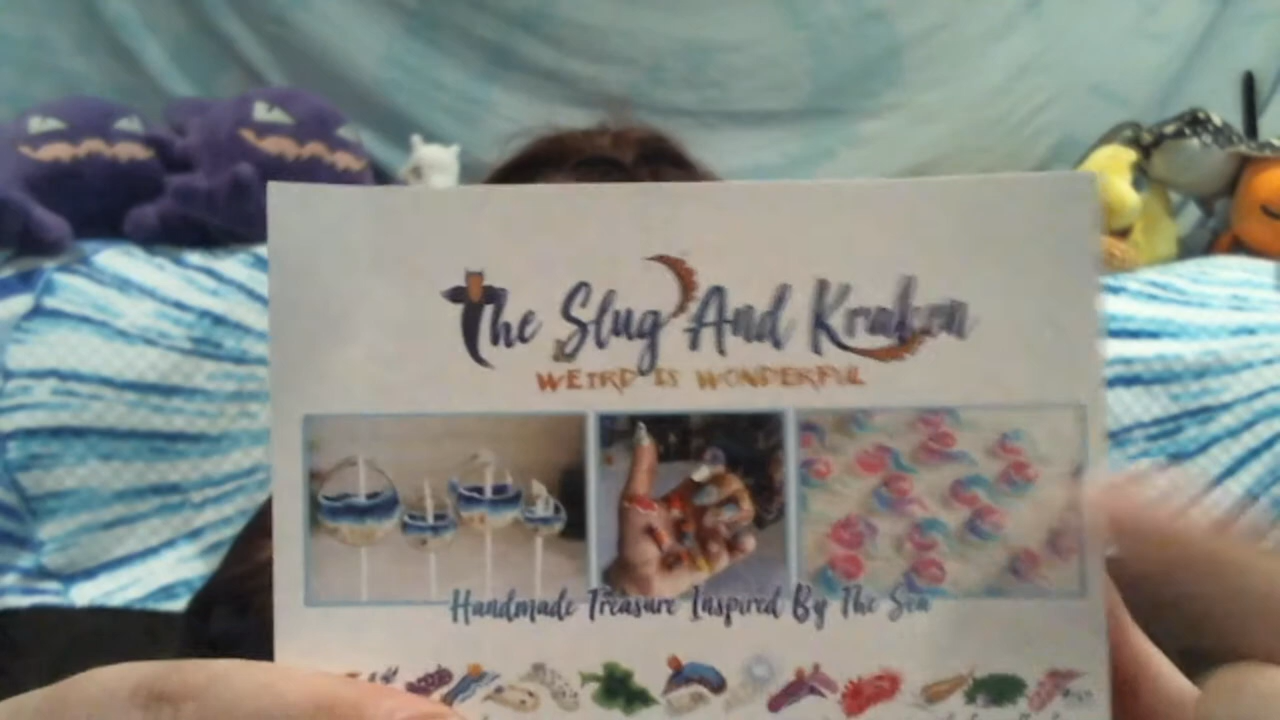 The Slug And Kraken
WEIRD IS WONDERFUL
Handmade Treasure Inspired By The Sea